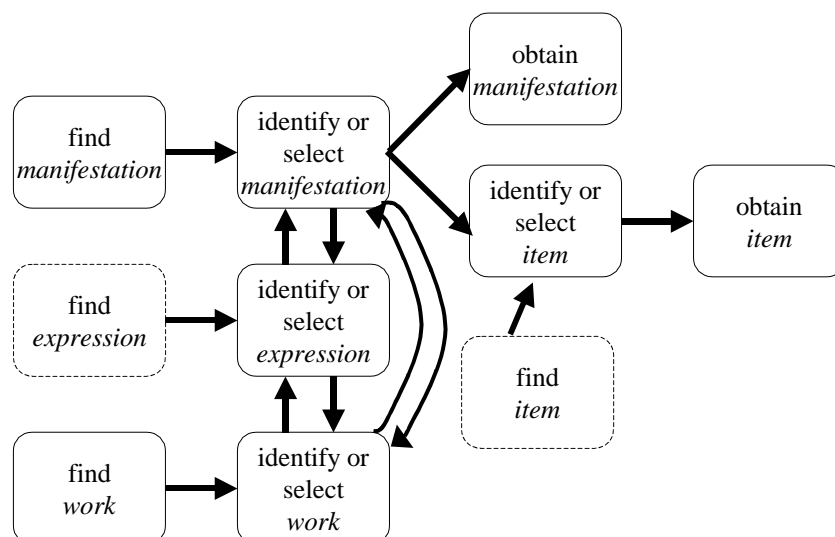 obtain
manifestation
find
manifestation
identify or
select
manifestation
identify or
select
item
obtain
item
find
expression
identify or
select
expression
find
item
find
work
identify or
select
work